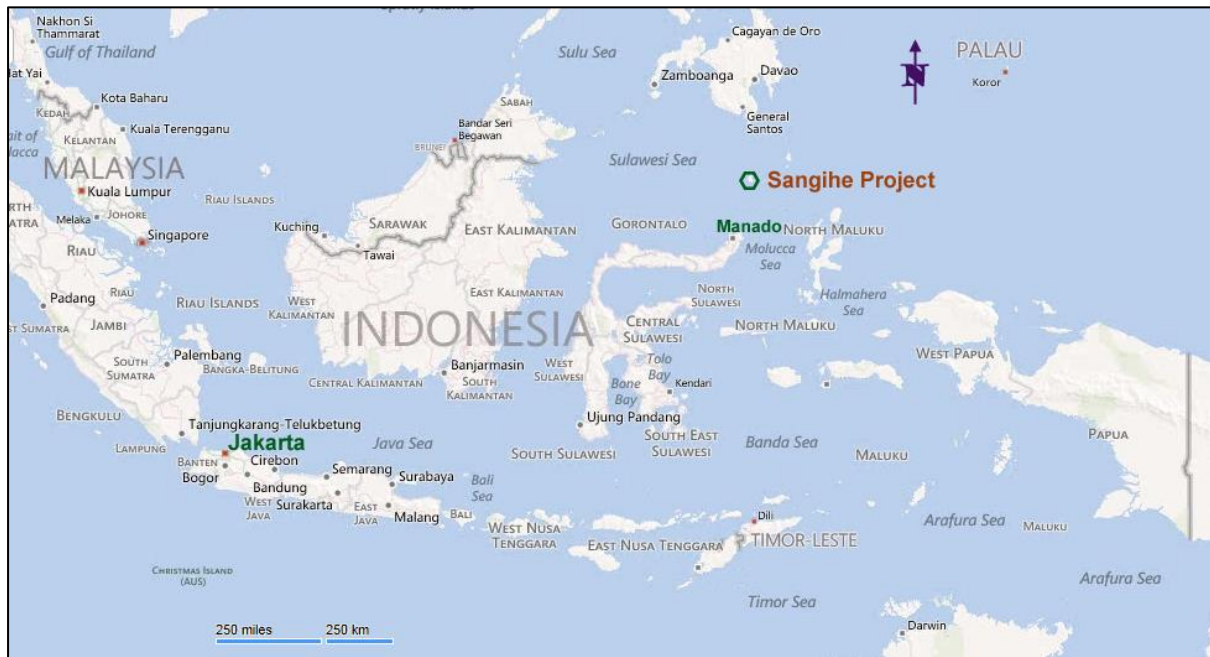 Spratly Islands
Nakhon Si
Thammarat
Gulf of Thailand
Hat Yai
Kota Baharu
KEDAH
Kuala Terengganu
KELANTAN
MALAYSIA
Kuala Lumpur
Melaka
JOHORE
Singapore
RIAU ISLANDS
RIAU
RIAU
RIAU ISLANDS
Padang
JAMBI
SOUTH
SUMATRA
Palembang
BANGKA-BELITUNG
BENGKULU
Tanjungkarang-Telukbetung
LAMPUNG
Jakarta
BANTEN
Cirebon
Bogor
Bandung
WEST
JAVA
Semarang
Surakarta
EAST
JAVA
Surabaya
Malang
Java Sea
Bali
Sea
BALI
WEST NUSA
TENGGARA
EAST NUSA TENGGARA
Dili
TIMOR-LESTE
Timor Sea
CHRISTMAS ISLAND
(AUS)
250 miles
250 km
Sulu Sea
SABAH
Bandar Seri
Begawan
BRUNEI
Kuching
SARAWAK
Tawai
EAST KALIMANTAN
WEST
KALIMANTAN
EAST KALIMANTAN
INDONESIA
CENTRAL KALIMANTAN
Banjarmasin
SOUTH
KALIMANTAN
Cagayan de Oro
Zamboanga
Davao
General
Santos
Sulawesi Sea
N
PALAU
Koror
Sangihe Project
GORONTALO
Manado
NORTH MALUKU
Molucca
Sea
NORTH
SULAWESI
Halmahera
Sea
CENTRAL
SULAWESI
NORTH MALUKU
WEST
SULAWESI
Tolo
Bay
Bone
Bay
Kendari
Ujung Pandang
SOUTH EAST
SULAWESI
SOUTH SULAWESI
Banda Sea
MALUKU
WEST PAPUA
PAPUA
Arafura Sea
MALUKU
Arafura Sea
Darwin